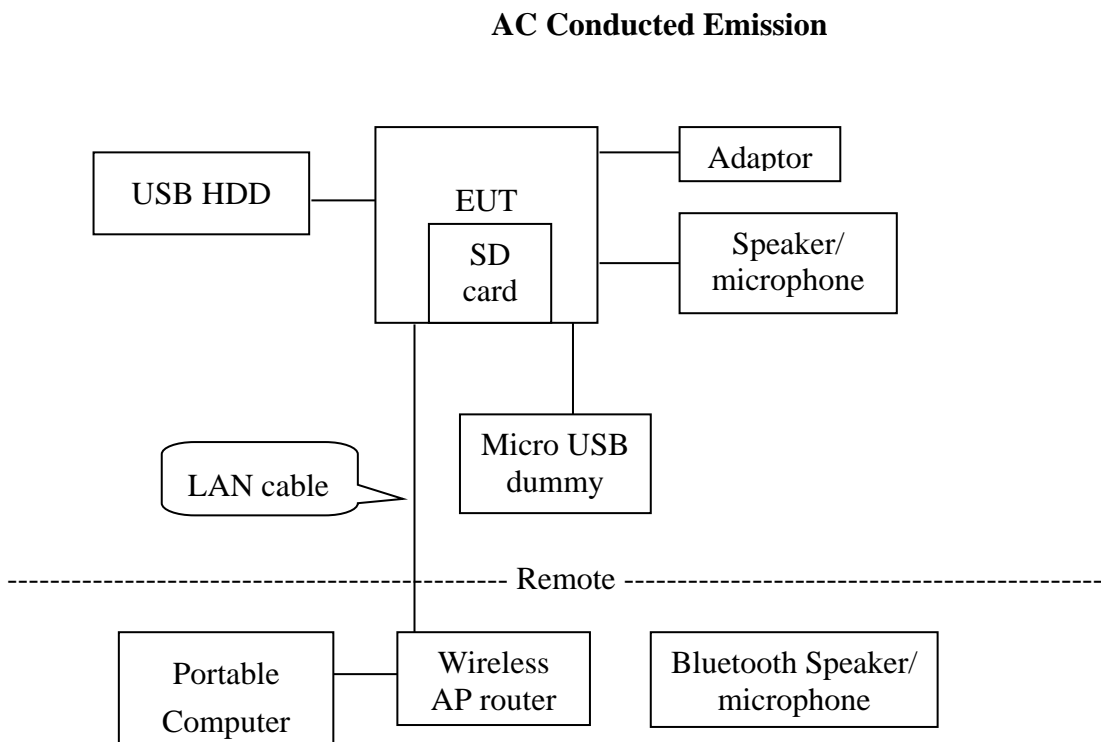 AC Conducted Emission
USB HDD
EUT
SD
card
Adaptor
Speaker/
microphone
Micro USB
dummy
LAN cable
Remote
Portable
Computer
Wireless
AP router
Bluetooth Speaker/
microphone